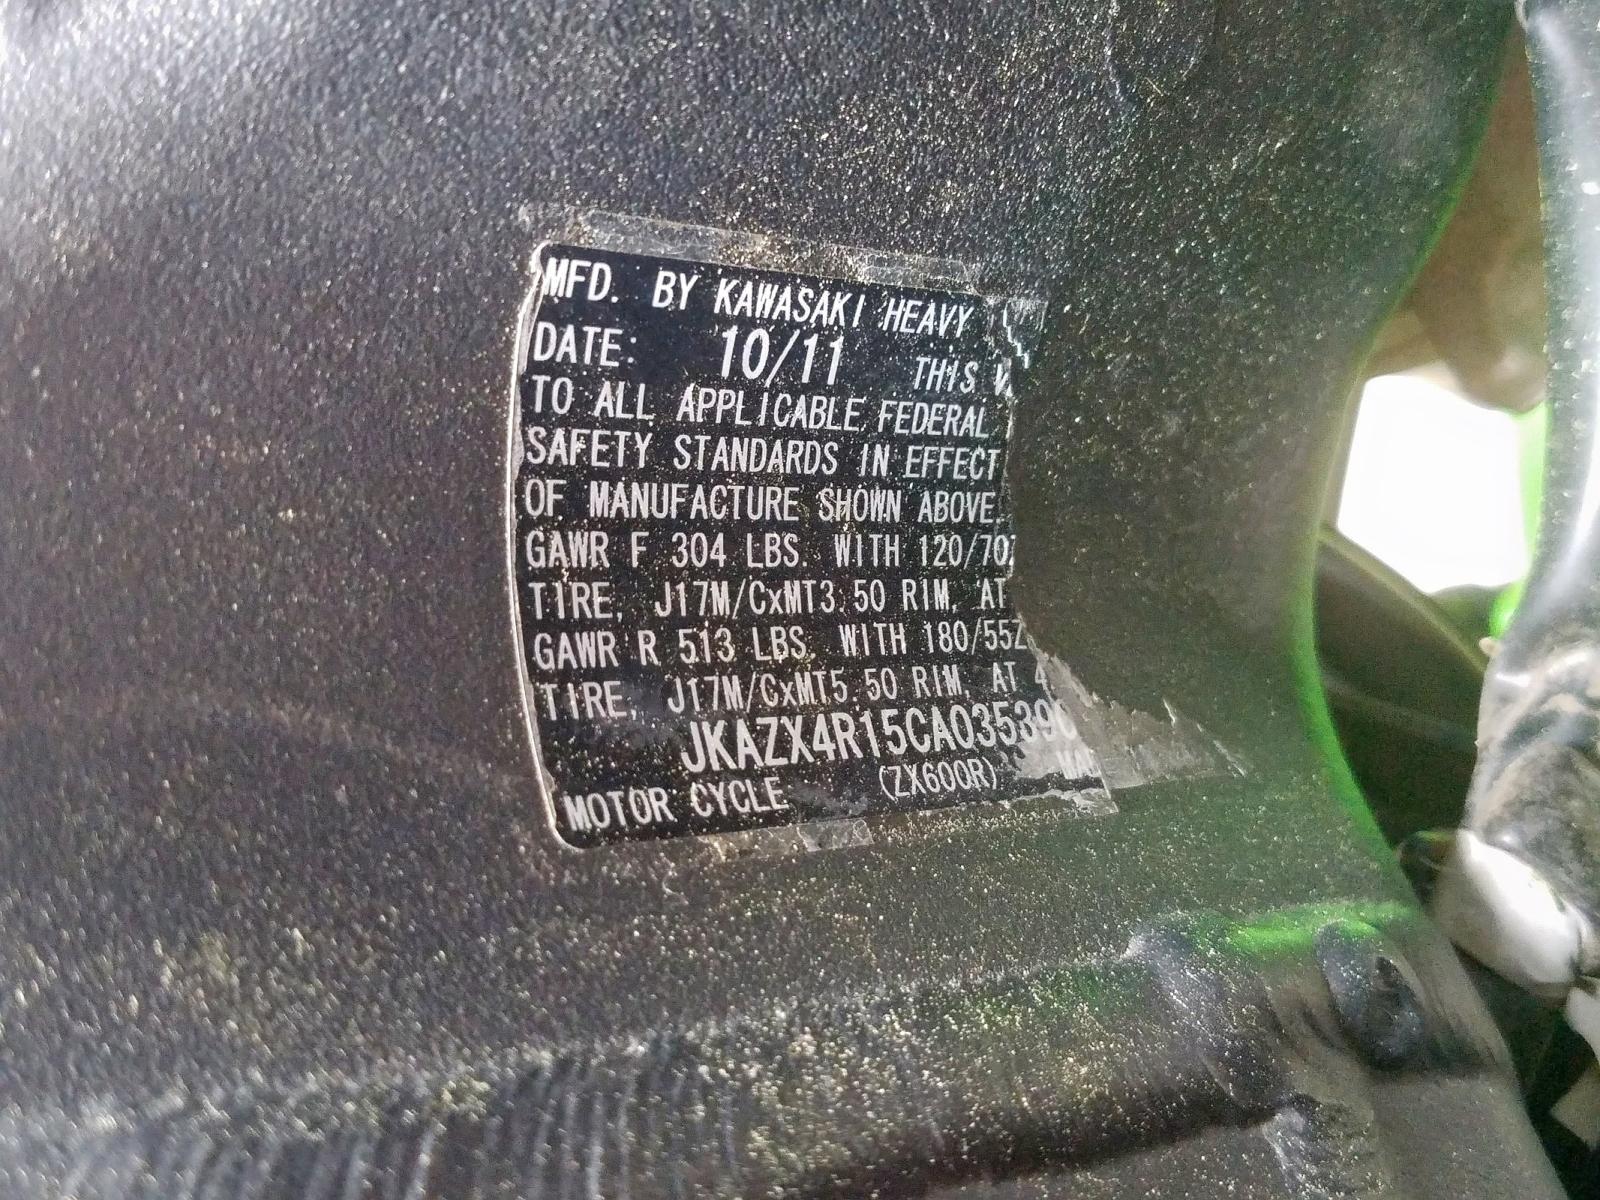 MFD. BY KAWASAKI HEAVY
DATE: 10/11 THIS
TO ALL APPLICABLE FEDERAL
SAFETY STANDARDS IN EFFECT
OF MANUFACTURE SHOWN ABOVE.
GAWR F 304 LBS. WITH 120/70Z
TIRE, J17M/CxMT3.50 RIM, AT
GAWR R 513 LBS. WITH 180/55Z
TIRE, J17M/CxMT5.50 RIM, AT 4
JKAZX4R15CA035390
MOTOR CYCLE (ZX600R)